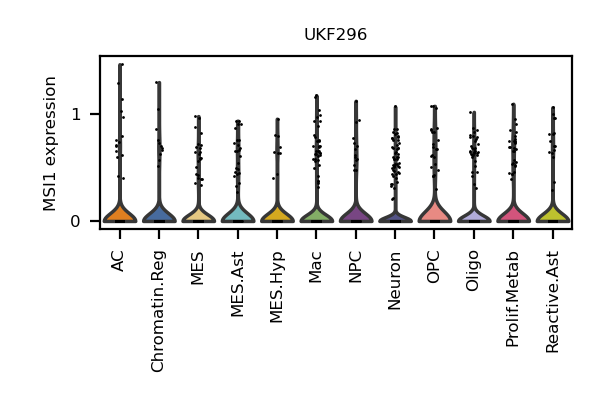 UKF296
MSI1 expression
1
0
AC
Chromatin.Reg
MES
MES.Ast
MES.Hyp
Mac
NPC
Neuron
OPC
Oligo
Prolif.Metab
Reactive.Ast